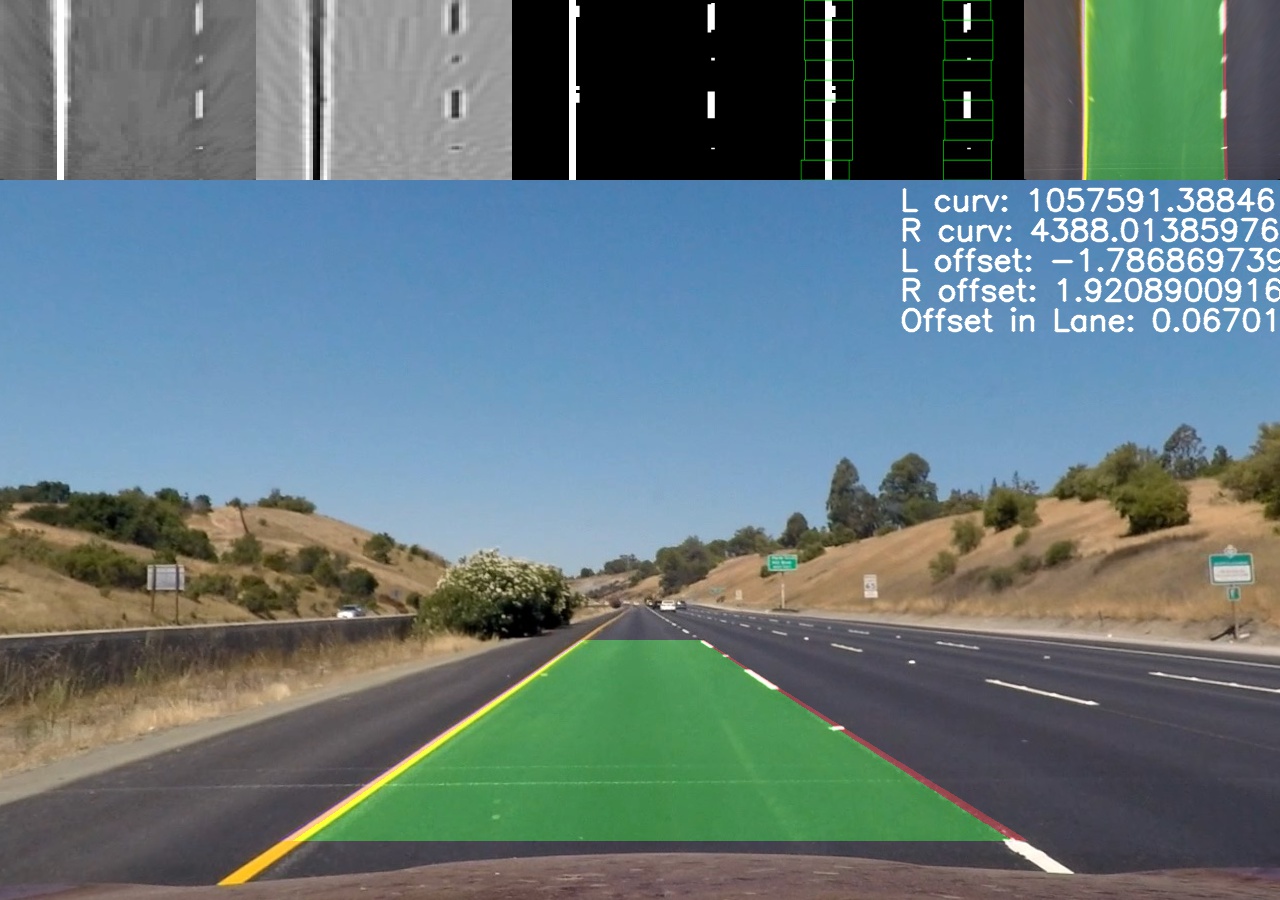 L curv: 1057591.38846
R curv: 4388.01385976
L offset: −1.786869739
R offset: 1.9208900916
Offset in Lane: 0.06701